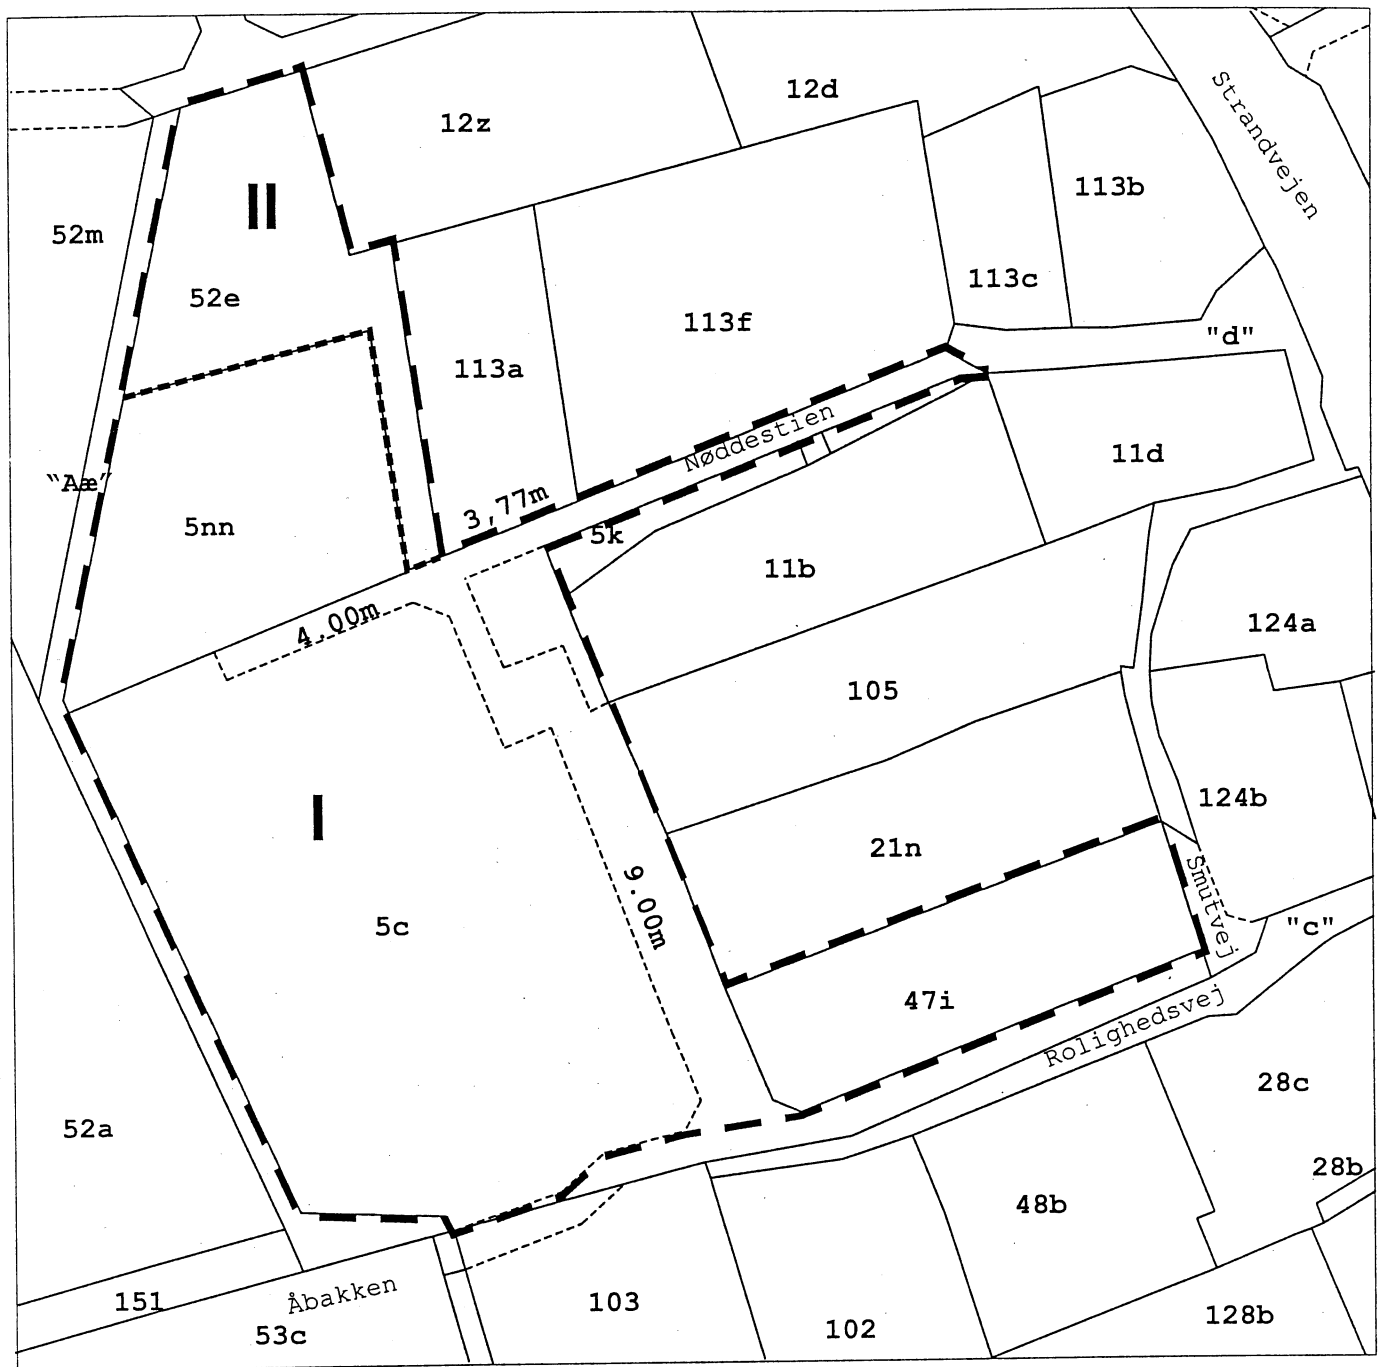 12d
12z
Strandvejen
113b
II
52m
113c
52e
113f
"d"
113a
Nøddestien
11d
"Aæ"
3,77m
5nn
5k
11b
4.00m
124a
105
I
124b
21n
9.00m
Smutvej
5c
"c"
47i
Rolighedsvej
28c
52a
28b
48b
Åbakken
151
103
53c
102
128b